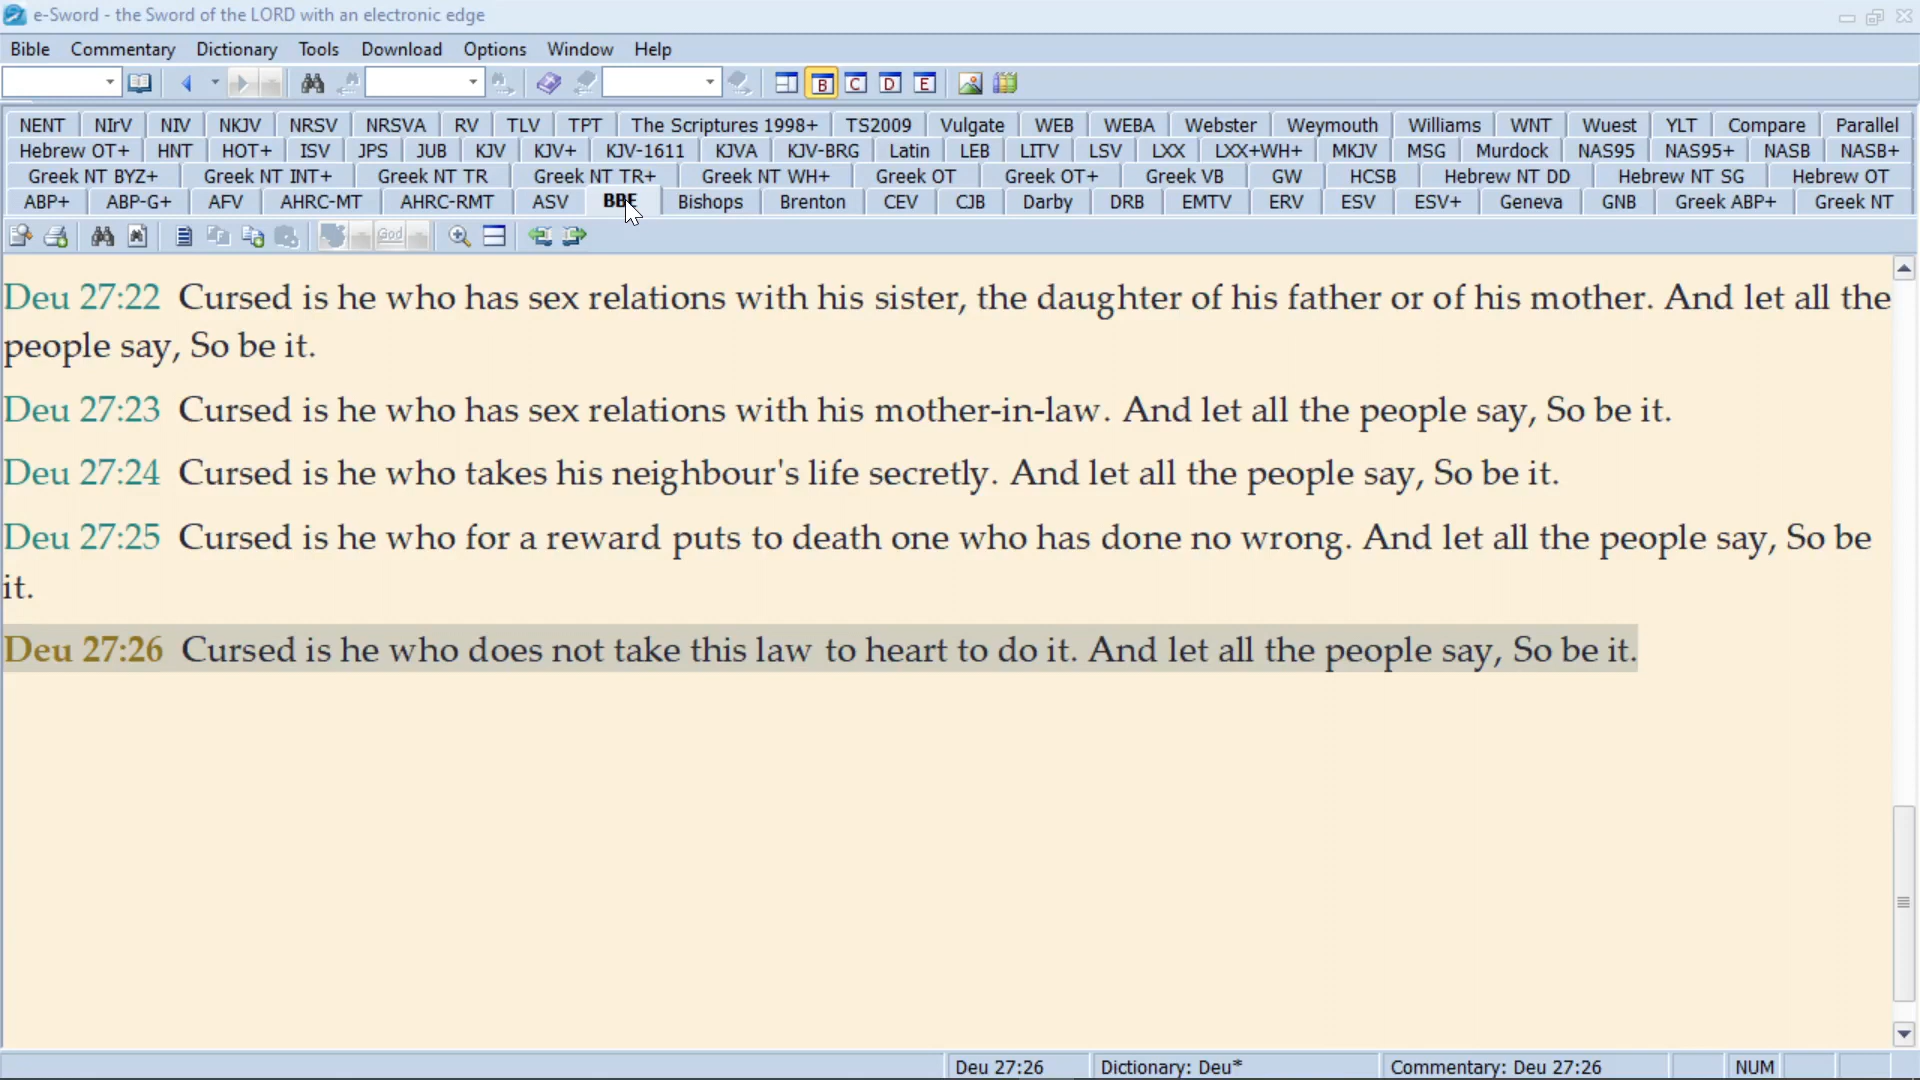 e-Sword - the Sword of the LORD with an electronic edge
Bible Commentary Dictionary Tools Download Options Window Help
B C D E
NENT NIrV NIV NKJV NRSV NRSVA RV TLV TPT The Scriptures 1998+ TS2009 Vulgate WEB WEBA Webster Weymouth Williams WNT Wuest YLT Compare Parallel
Hebrew OT+ HNT HOT+ ISV JPS JUB KJV KJV+ KJV-1611 KJVA KJV-BRG Latin LEB LITV LSV LXX LXX+WH+ MKJV MSG Murdock NAS95 NAS95+ NASB NASB+
Greek NT BYZ+ Greek NT INT+ Greek NT TR Greek NT TR+ Greek NT WH+ Greek OT Greek OT+ Greek VB GW HCSB Hebrew NT DD Hebrew NT SG Hebrew OT
ABP+ ABP-G+ AFV AHRC-MT AHRC-RMT ASV BBE Bishops Brenton CEV CJB Darby DRB EMTV ERV ESV ESV+ Geneva GNB Greek ABP+ Greek NT
God
Deu 27:22 Cursed is he who has sex relations with his sister, the daughter of his father or of his mother. And let all the
people say, So be it.
Deu 27:23 Cursed is he who has sex relations with his mother-in-law. And let all the people say, So be it.
Deu 27:24 Cursed is he who takes his neighbour's life secretly. And let all the people say, So be it.
Deu 27:25 Cursed is he who for a reward puts to death one who has done no wrong. And let all the people say, So be
it.
Deu 27:26 Cursed is he who does not take this law to heart to do it. And let all the people say, So be it.
Deu 27:26 Dictionary: Deu* Commentary: Deu 27:26 NUM